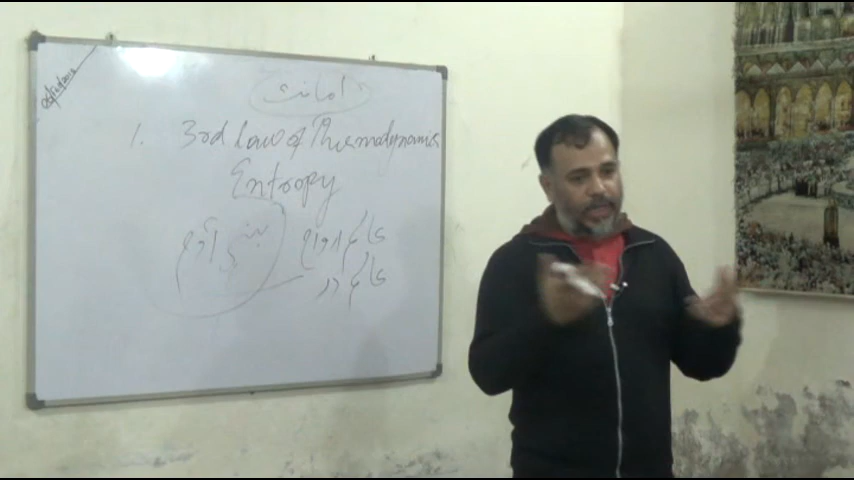 امانت
1. 3rd Law of Thermodynamics
Entropy
عالم ارواح
بنی آدم
عالم ذر